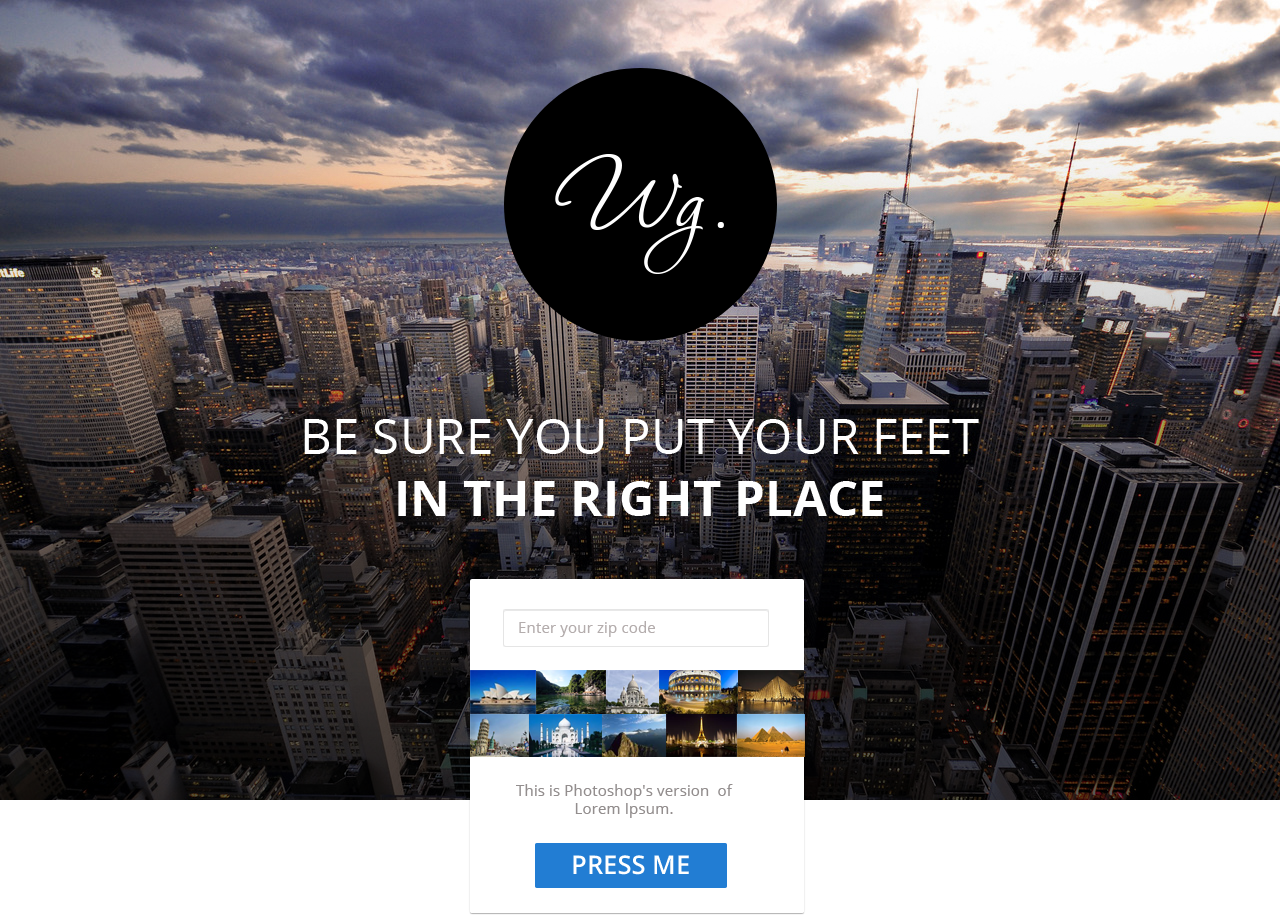 Wg.
BE SURE YOU PUT YOUR FEET
IN THE RIGHT PLACE
Enter your zip code
This is Photoshop's version  of
Lorem Ipsum.
PRESS ME